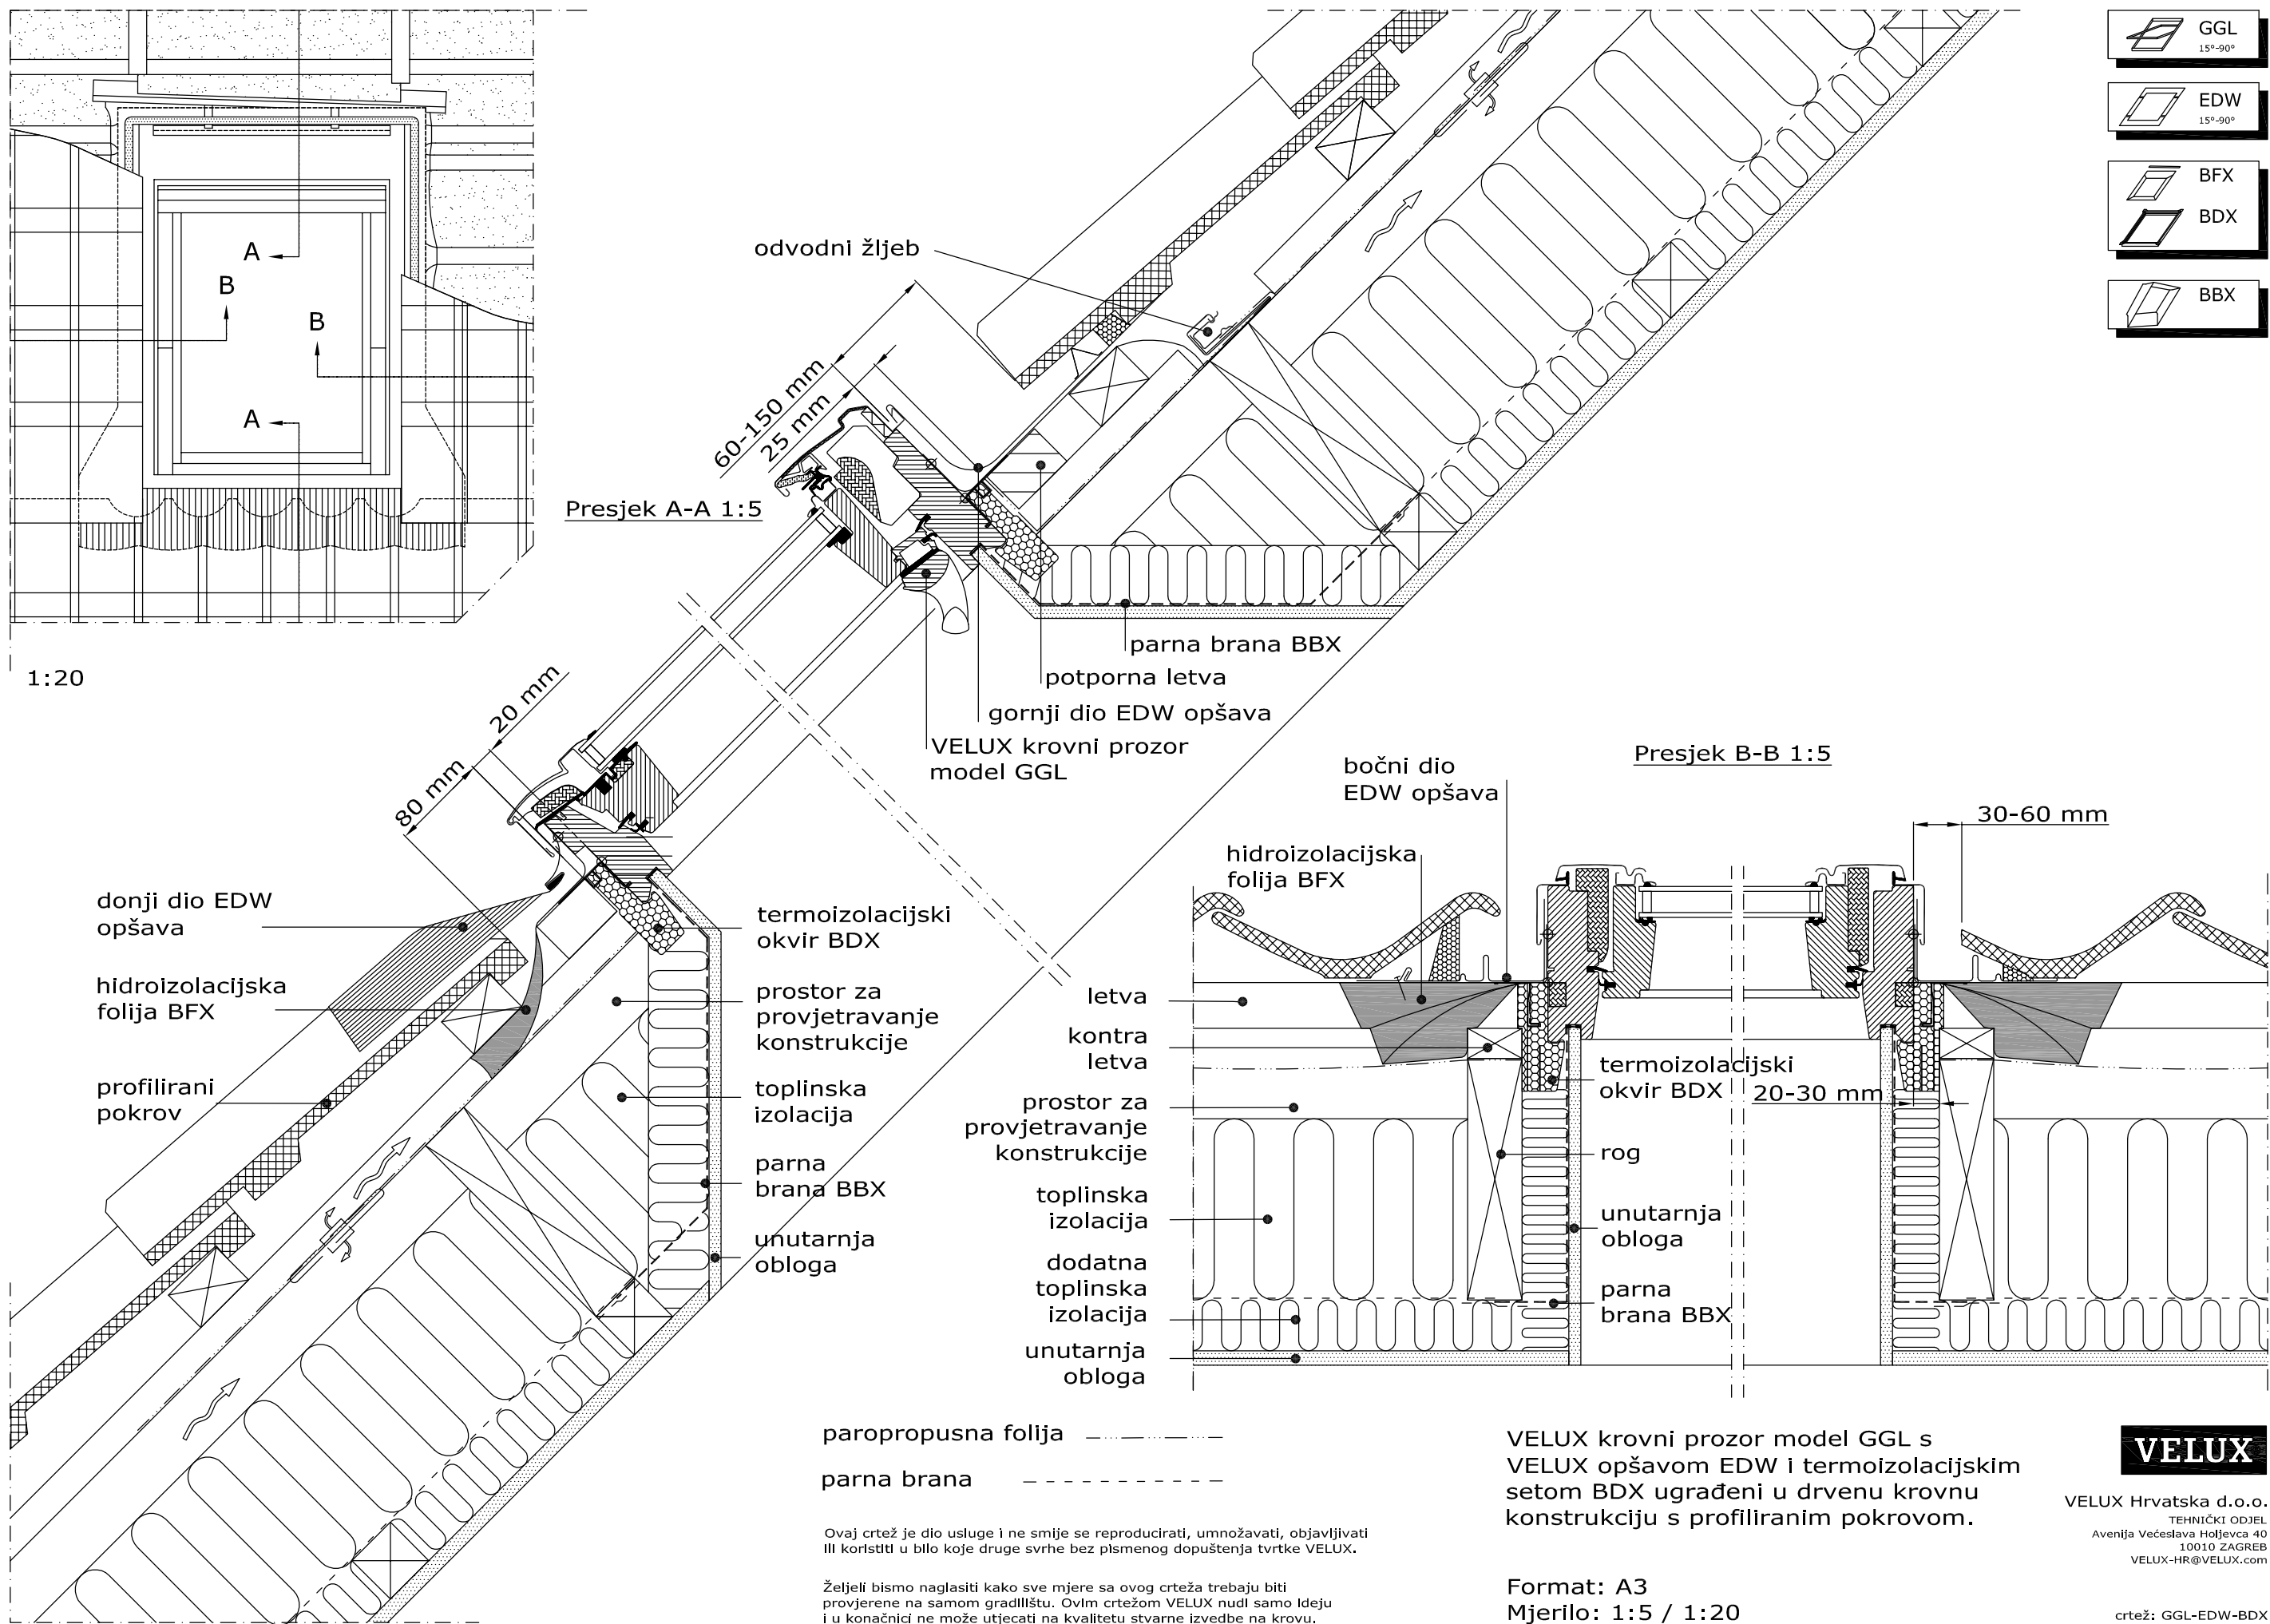 GGL
15°-90°
EDW
15°-90°
BFX
BDX
BBX
A
B
B
A
1:20
odvodni žljeb
60-150 mm
25 mm
Presjek A-A 1:5
parna brana BBX
potporna letva
gornji dio EDW opšava
VELUX krovni prozor
model GGL
20 mm
80 mm
donji dio EDW
opšava
hidroizolacijska
folija BFX
profilirani
pokrov
termoizolacijski
okvir BDX
prostor za
provjetravanje
konstrukcije
toplinska
izolacija
parna
brana BBX
unutarnja
obloga
Presjek B-B 1:5
bočni dio
EDW opšava
30-60 mm
hidroizolacijska
folija BFX
letva
kontra
letva
prostor za
provjetravanje
konstrukcije
toplinska
izolacija
dodatna
toplinska
izolacija
unutarnja
obloga
termoizolacijski
okvir BDX
20-30 mm
rog
unutarnja
obloga
parna
brana BBX
paropropusna folija
parna brana
Ovaj crtež je dio usluge i ne smije se reproducirati, umnožavati, objavljivati
ili koristiti u bilo koje druge svrhe bez pismenog dopuštenja tvrtke VELUX.
Željeli bismo naglasiti kako sve mjere sa ovog crteža trebaju biti
provjerene na samom gradilištu. Ovim crtežom VELUX nudi samo ideju
i u konačnici ne može utjecati na kvalitetu stvarne izvedbe na krovu.
VELUX krovni prozor model GGL s
VELUX opšavom EDW i termoizolacijskim
setom BDX ugrađeni u drvenu krovnu
konstrukciju s profiliranim pokrovom.
Format: A3
Mjerilo: 1:5 / 1:20
VELUX
VELUX Hrvatska d.o.o.
TEHNIČKI ODJEL
Avenija Većeslava Holjevca 40
10010 ZAGREB
VELUX-HR@VELUX.com
crtež: GGL-EDW-BDX